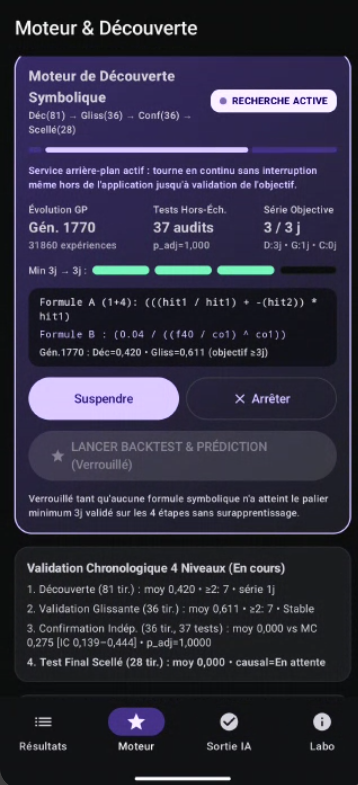 Moteur & Découverte
Moteur de Découverte
Symbolique
RECHERCHE ACTIVE
Déc(81) → Gliss(36) → Conf(36) →
Scellé(28)
Service arrière-plan actif : tourne en continu sans interruption
même hors de l'application jusqu'à validation de l'objectif.
Évolution GP
Tests Hors-Éch.
Série Objective
Gén. 1770
37 audits
3 / 3 j
31860 expériences
p_adj=1,000
D:3j • G:1j • C:0j
Min 3j → 3j :
Formule A (1+4): (((hit1 / hit1) + -(hit2)) *
hit1)
Formule B : (0.04 / ((f40 / co1) ^ co1))
Gén.1770 : Déc=0,420 • Gliss=0,611 (objectif ≥3j)
Suspendre
✕ Arrêter
★ LANCER BACKTEST & PRÉDICTION
(Verrouillé)
Verrouillé tant qu'aucune formule symbolique n'a atteint le palier
minimum 3j validé sur les 4 étapes sans surapprentissage.
Validation Chronologique 4 Niveaux (En cours)
1. Découverte (81 tir.) : moy 0,420 • ≥2: 7 • série 1j
2. Validation Glissante (36 tir.) : moy 0,611 • ≥2: 7 • Stable
3. Confirmation Indép. (36 tir., 37 tests) : moy 0,000 vs MC
0,275 [IC 0,139–0,444] • p_adj=1,0000
4. Test Final Scellé (28 tir.) : moy 0,000 • causal=En attente
Résultats
Moteur
Sortie IA
Labo